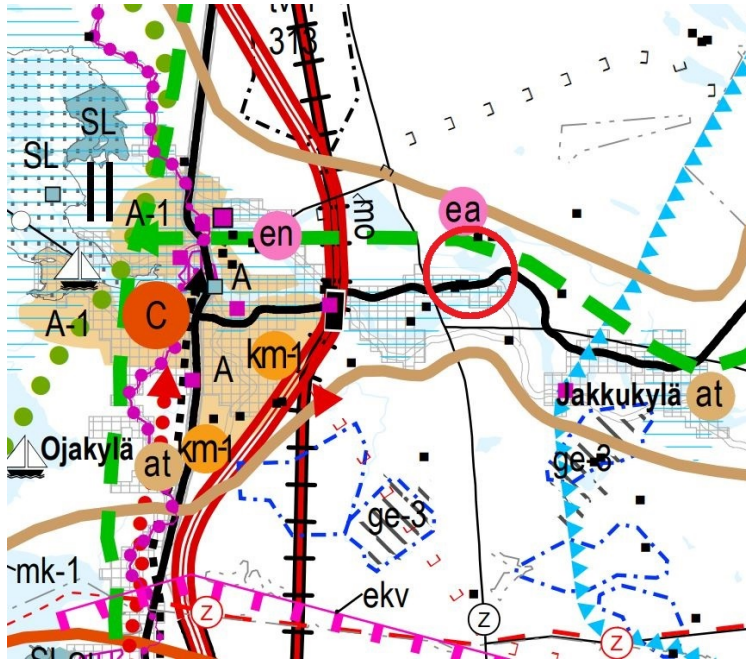 313
SL
SL
A-1
en
mo
ea
A
C
A-1
A
km-1
km-1
Jakkukylä
at
Ojakylä
at
ge-3
ge-3
mk-1
ekv
Z
Z
Z